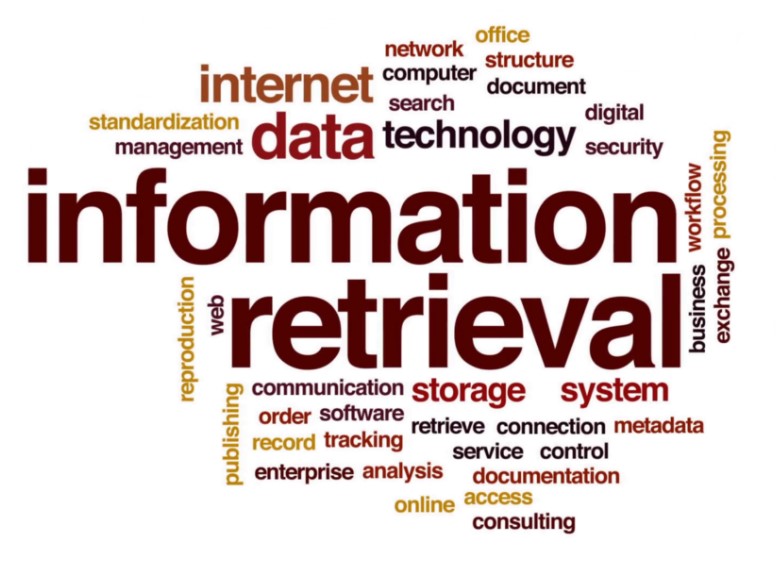 office
network
structure
internet
computer
document
search
digital
standardization
data
technology
management
security
information
workflow
processing
retrieval
reproduction
web
business
exchange
communication
storage
system
publishing
order
software
retrieve
connection
metadata
record
tracking
service
control
enterprise
analysis
documentation
online
access
consulting